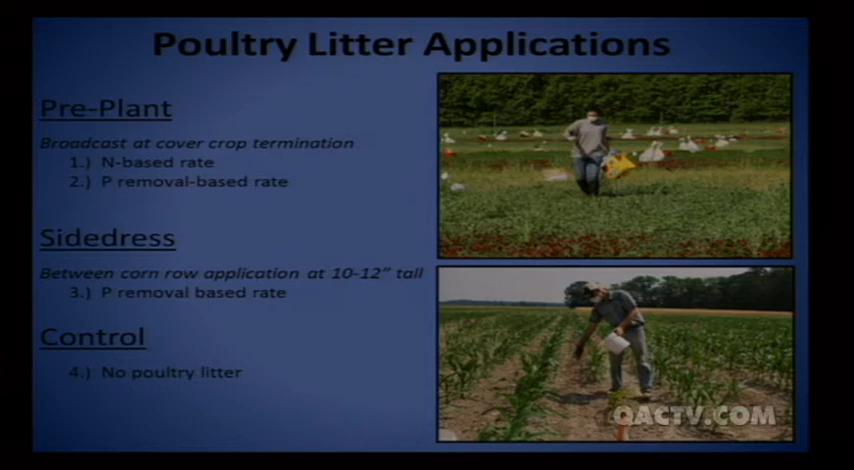 Poultry Litter Applications
Pre-Plant
Broadcast at cover crop termination
1.) N-based rate
2.) P removal-based rate
Sidedress
Between corn row application at 10-12" tall
3.) P removal based rate
Control
4.) No poultry litter
QACTV.COM